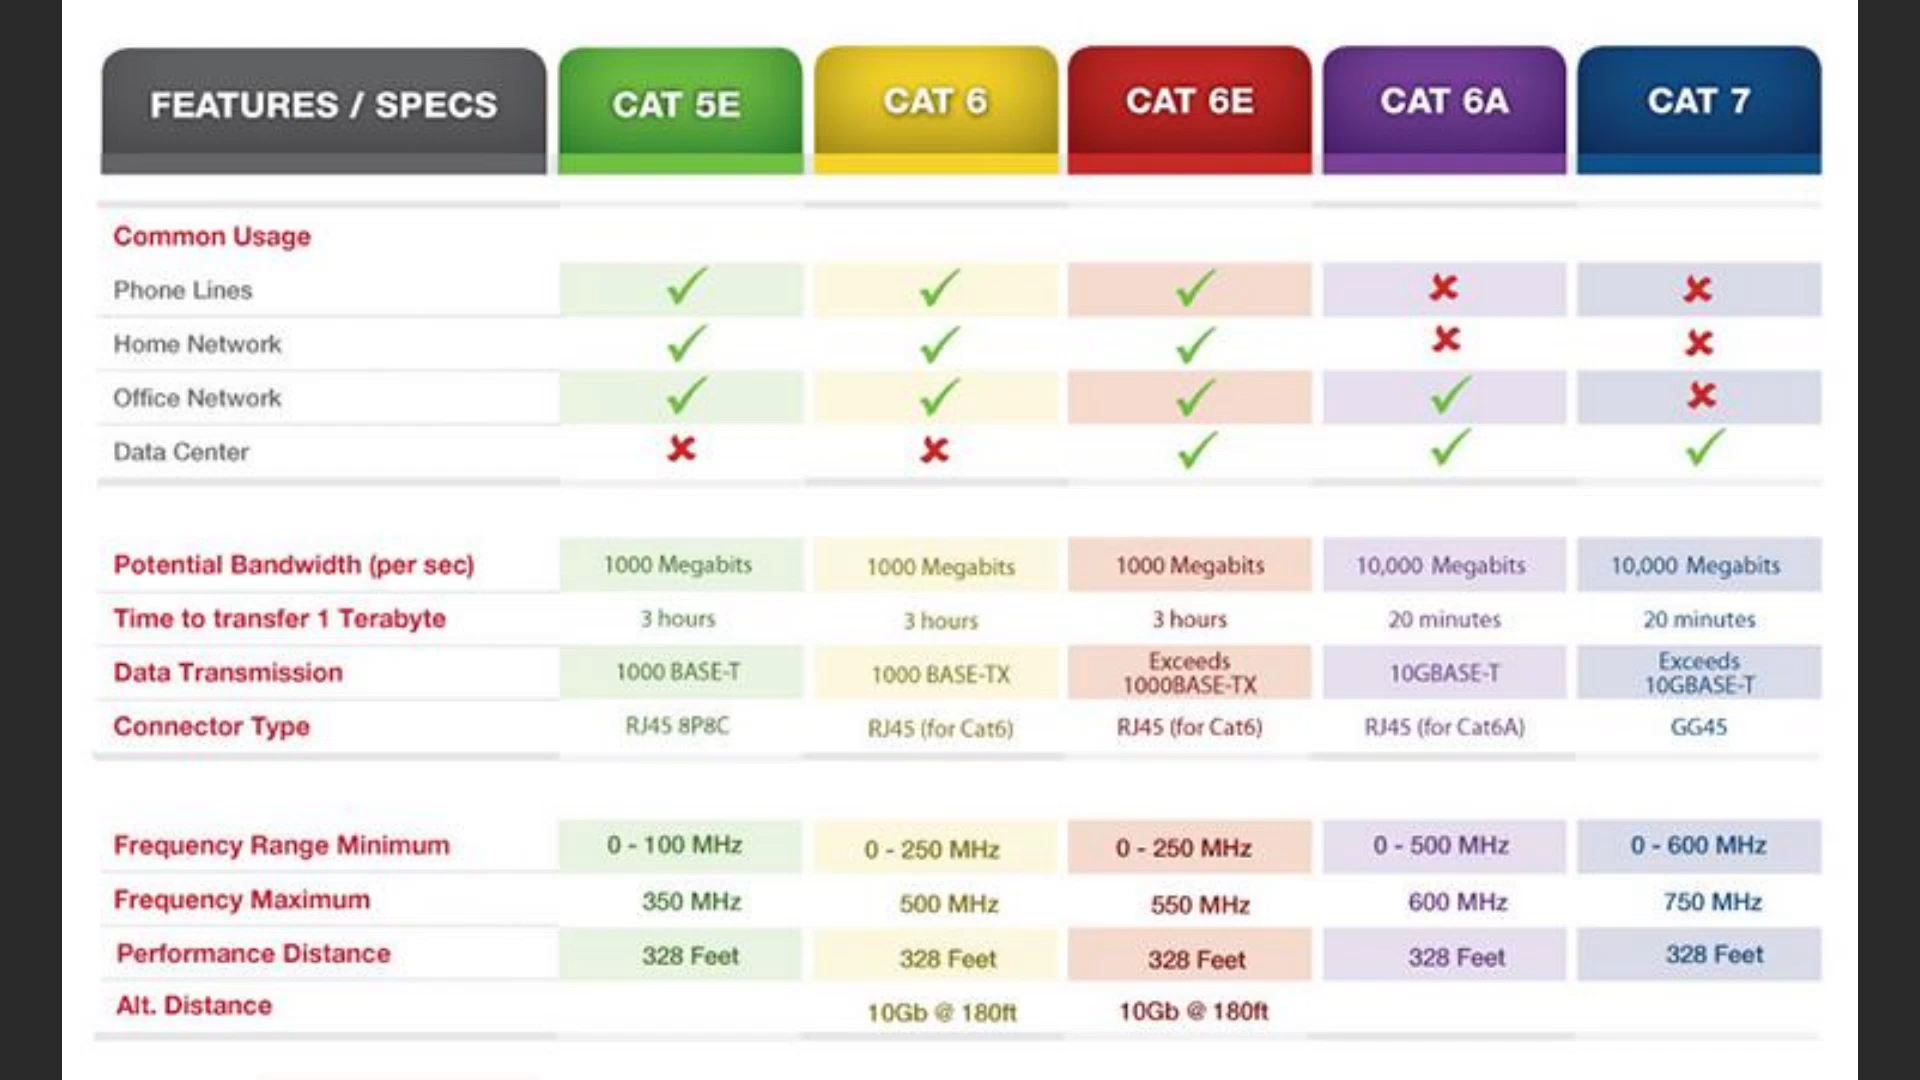 FEATURES / SPECS CAT 5E CAT 6 CAT 6E CAT 6A CAT 7
Common Usage
Phone Lines
Home Network
Office Network
Data Center
Potential Bandwidth (per sec) 1000 Megabits 1000 Megabits 1000 Megabits 10,000 Megabits 10,000 Megabits
Time to transfer 1 Terabyte 3 hours 3 hours 3 hours 20 minutes 20 minutes
Data Transmission 1000 BASE-T 1000 BASE-TX Exceeds 1000BASE-TX 10GBASE-T Exceeds 10GBASE-T
Connector Type RJ45 8P8C RJ45 (for Cat6) RJ45 (for Cat6) RJ45 (for Cat6A) GG45
Frequency Range Minimum 0 - 100 MHz 0 - 250 MHz 0 - 250 MHz 0 - 500 MHz 0 - 600 MHz
Frequency Maximum 350 MHz 500 MHz 550 MHz 600 MHz 750 MHz
Performance Distance 328 Feet 328 Feet 328 Feet 328 Feet 328 Feet
Alt. Distance 10Gb @ 180ft 10Gb @ 180ft